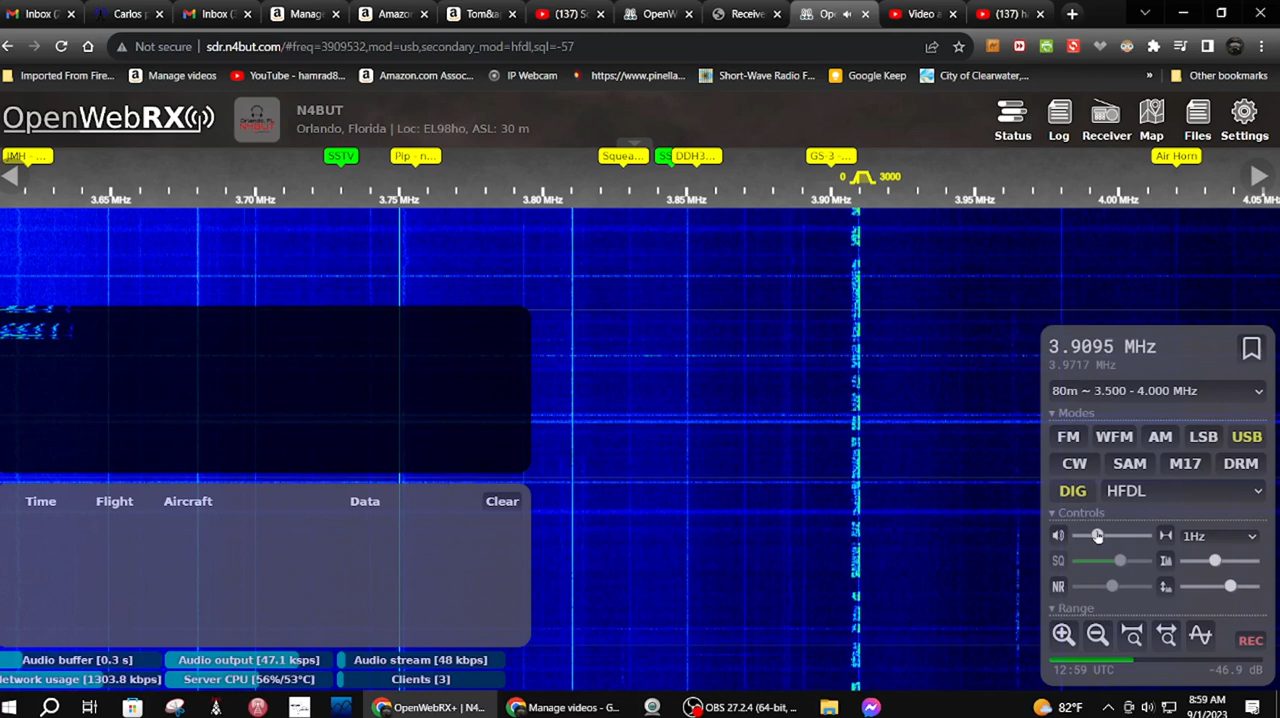 Inbox (
Carlos p
Inbox (3
Manage
Amazor
Tom&ap
(137) Sc
OpenW
Receive
Ope
Video a
(137) h
Not secure
sdr.n4but.com/#freq=3909532,mod=usb,secondary_mod=hfdl,sql=-57
Imported From Fire...
Manage videos
YouTube - hamrad8...
Amazon.com Assoc...
IP Webcam
https://www.pinella...
Short-Wave Radio F...
Google Keep
City of Clearwater,...
»
Other bookmarks
OpenWebRX
N4BUT
Orlando, Florida | Loc: EL98ho, ASL: 30 m
Status
Log
Receiver
Map
Files
Settings
JMH - ...
SSTV
Pip - n...
Squea...
SS
DDH3...
GS-3 -...
Air Horn
0
3000
3.65 MHz
3.70 MHz
3.75 MHz
3.80 MHz
3.85 MHz
3.90 MHz
3.95 MHz
4.00 MHz
4.05 MHz
3.9095 MHz
3.9717 MHz
80m ~ 3.500 - 4.000 MHz
Modes
FM WFM AM LSB USB
CW SAM M17 DRM
DIG HFDL
Controls
1Hz
SQ
NR
Range
REC
12:59 UTC
-46.9 dB
Time Flight Aircraft Data Clear
Audio buffer [0.3 s] Audio output [47.1 ksps] Audio stream [48 kbps]
etwork usage [1303.8 kbps] Server CPU [56%/53°C] Clients [3]
OpenWebRX+ | N4...
Manage videos - G...
OBS 27.2.4 (64-bit, ...
82°F
8:59 AM
9/1/2023